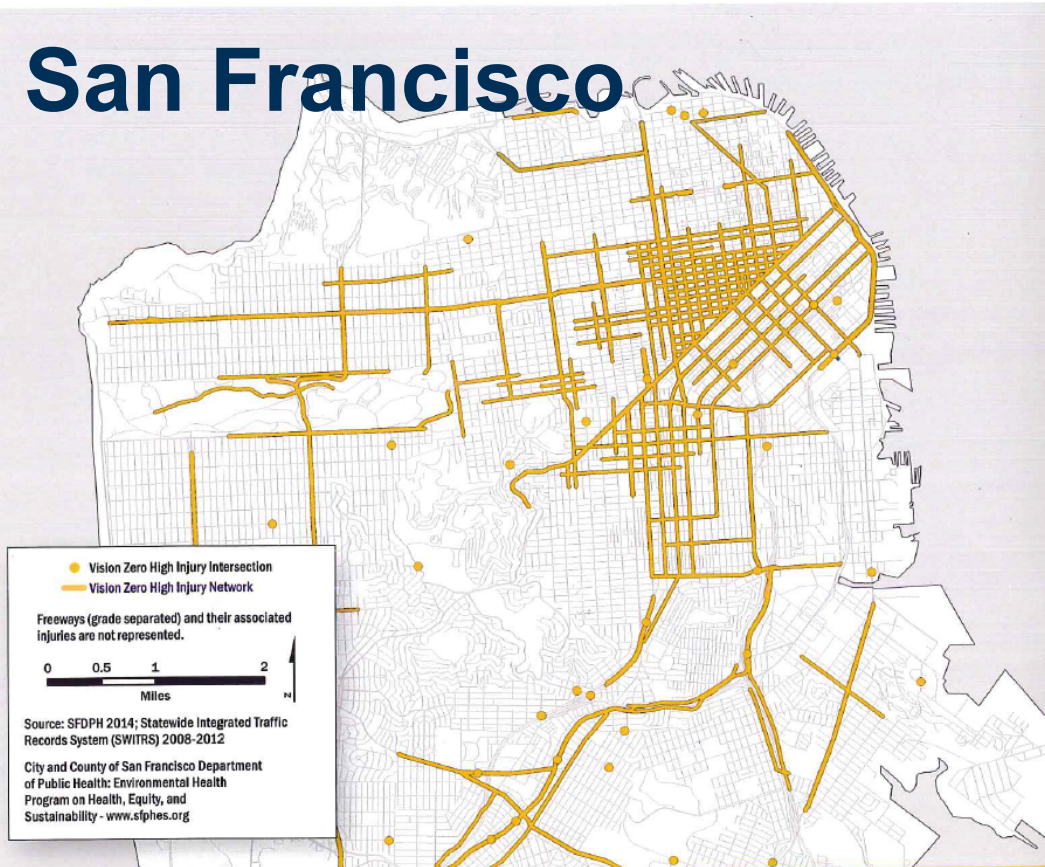 San Francisco
Vision Zero High Injury Intersection
Vision Zero High Injury Network
Freeways (grade separated) and their associated
injuries are not represented.
0 0.5 1 2
Miles
N
Source: SFDPH 2014; Statewide Integrated Traffic
Records System (SWITRS) 2008-2012
City and County of San Francisco Department
of Public Health: Environmental Health
Program on Health, Equity, and
Sustainability - www.sfphes.org